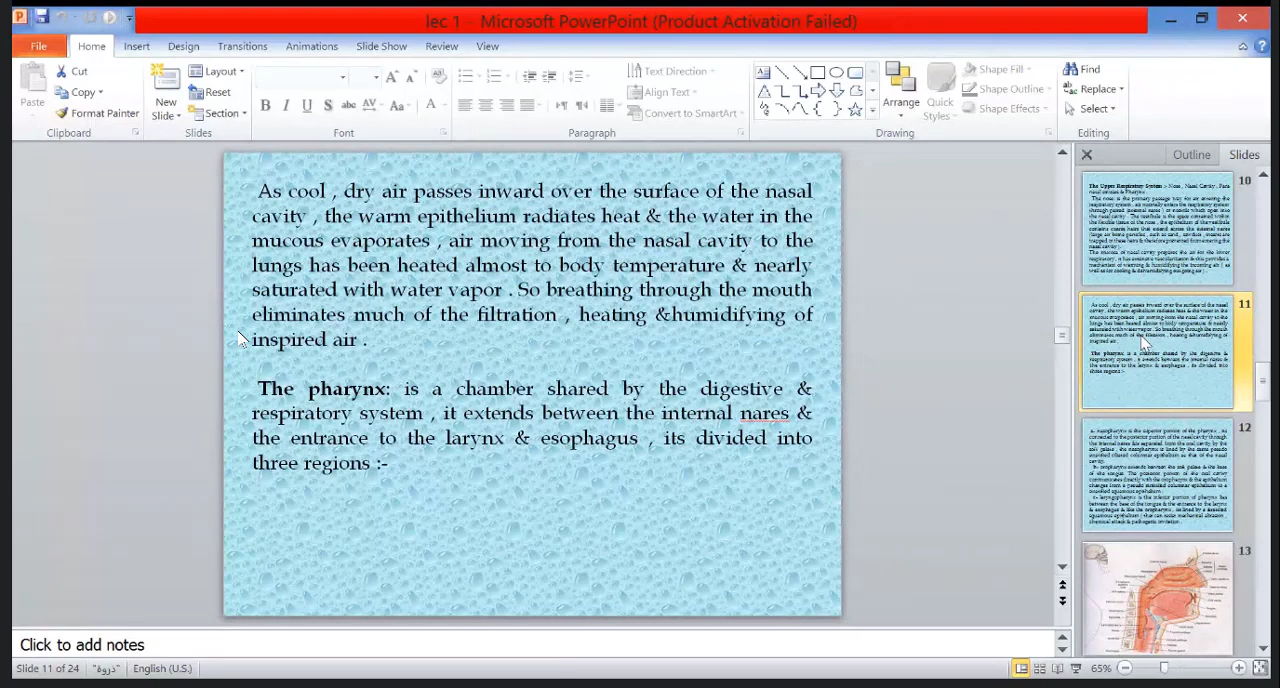 lec 1 - Microsoft PowerPoint (Product Activation Failed)
File Home Insert Design Transitions Animations Slide Show Review View
Paste
Cut
Copy
Format Painter
Clipboard
New
Slide
Layout
Reset
Section
Slides
B I U S abc AV Aa A
Font
Text Direction
Align Text
Convert to SmartArt
Paragraph
Arrange
Quick
Styles
Shape Fill
Shape Outline
Shape Effects
Drawing
Find
Replace
Select
Editing
As cool , dry air passes inward over the surface of the nasal
cavity , the warm epithelium radiates heat & the water in the
mucous evaporates , air moving from the nasal cavity to the
lungs has been heated almost to body temperature & nearly
saturated with water vapor . So breathing through the mouth
eliminates much of the filtration , heating &humidifying of
inspired air .
The pharynx: is a chamber shared by the digestive &
respiratory system , it extends between the internal nares &
the entrance to the larynx & esophagus , its divided into
three regions :-
Outline Slides
10
11
12
13
Click to add notes
Slide 11 of 24 "ذروة" English (U.S.) 65%